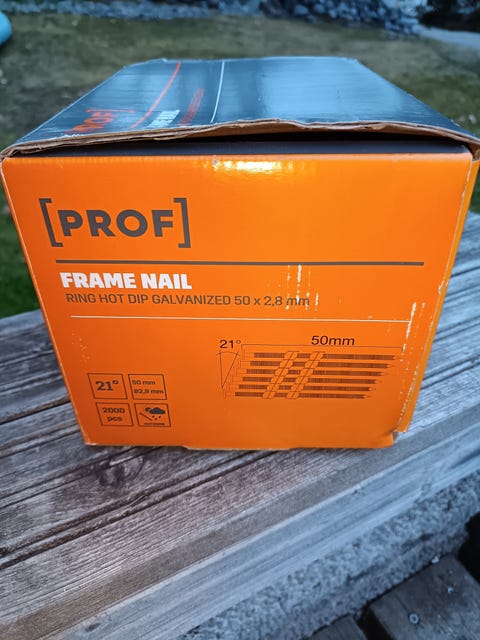 [PROF]
FRAME NAIL
RING HOT DIP GALVANIZED 50 x 2,8 mm
21° 50mm
21° 50 mm
Ø2,8 mm
2000
pcs
OUTDOOR